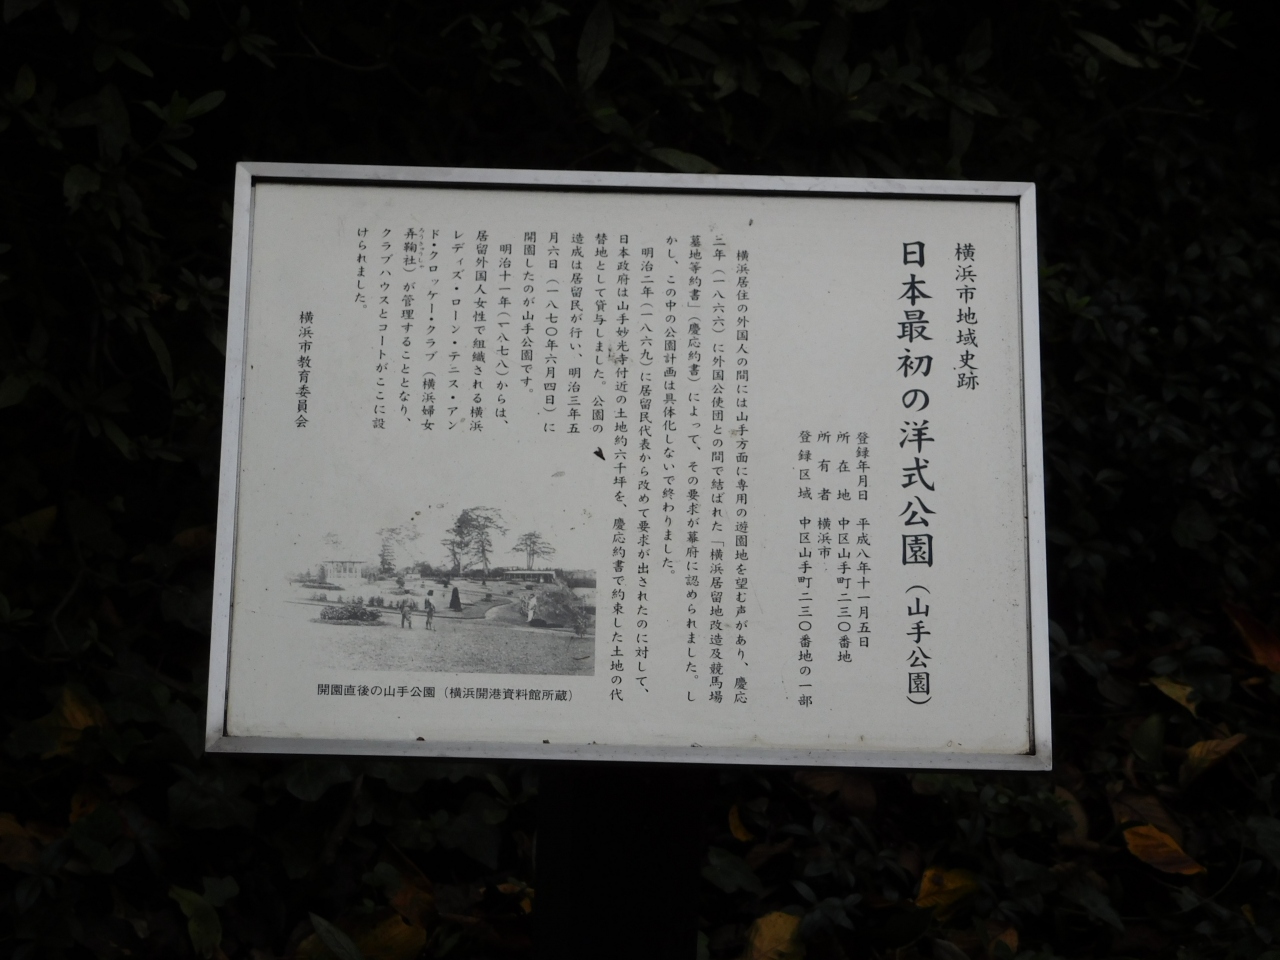 横浜市地域史跡
日本最初の洋式公園（山手公園）
登録年月日　平成八年十一月五日
所在地　中区山手町二三〇番地
所有者　横浜市
登録区域　中区山手町二三〇番地の一部
横浜居住の外国人の間には山手方面に専用の遊園地を望む声があり、慶応
二年（一八六六）に外国公使団との間で結ばれた「横浜居留地改造及競馬場
墓地等約書」（慶応約書）によって、その要求が幕府に認められました。し
かし、この中の公園計画は具体化しないで終わりました。
明治二年（一八六九）に居留民代表から改めて要求が出されたのに対して、
日本政府は山手妙光寺付近の土地約六千坪を、慶応約書で約束した土地の代
替地として貸与しました。公園の
造成は居留民が行い、明治三年五
月六日（一八七〇年六月四日）に
開園したのが山手公園です。
明治十一年（一八七八）からは、
居留外国人女性で組織される横浜
レディズ・ローン・テニス・アン
ド・クロッケー・クラブ（横浜婦女
弄鞠社）が管理することとなり、
クラブハウスとコートがここに設
けられました。
横浜市教育委員会
開園直後の山手公園（横浜開港資料館所蔵）